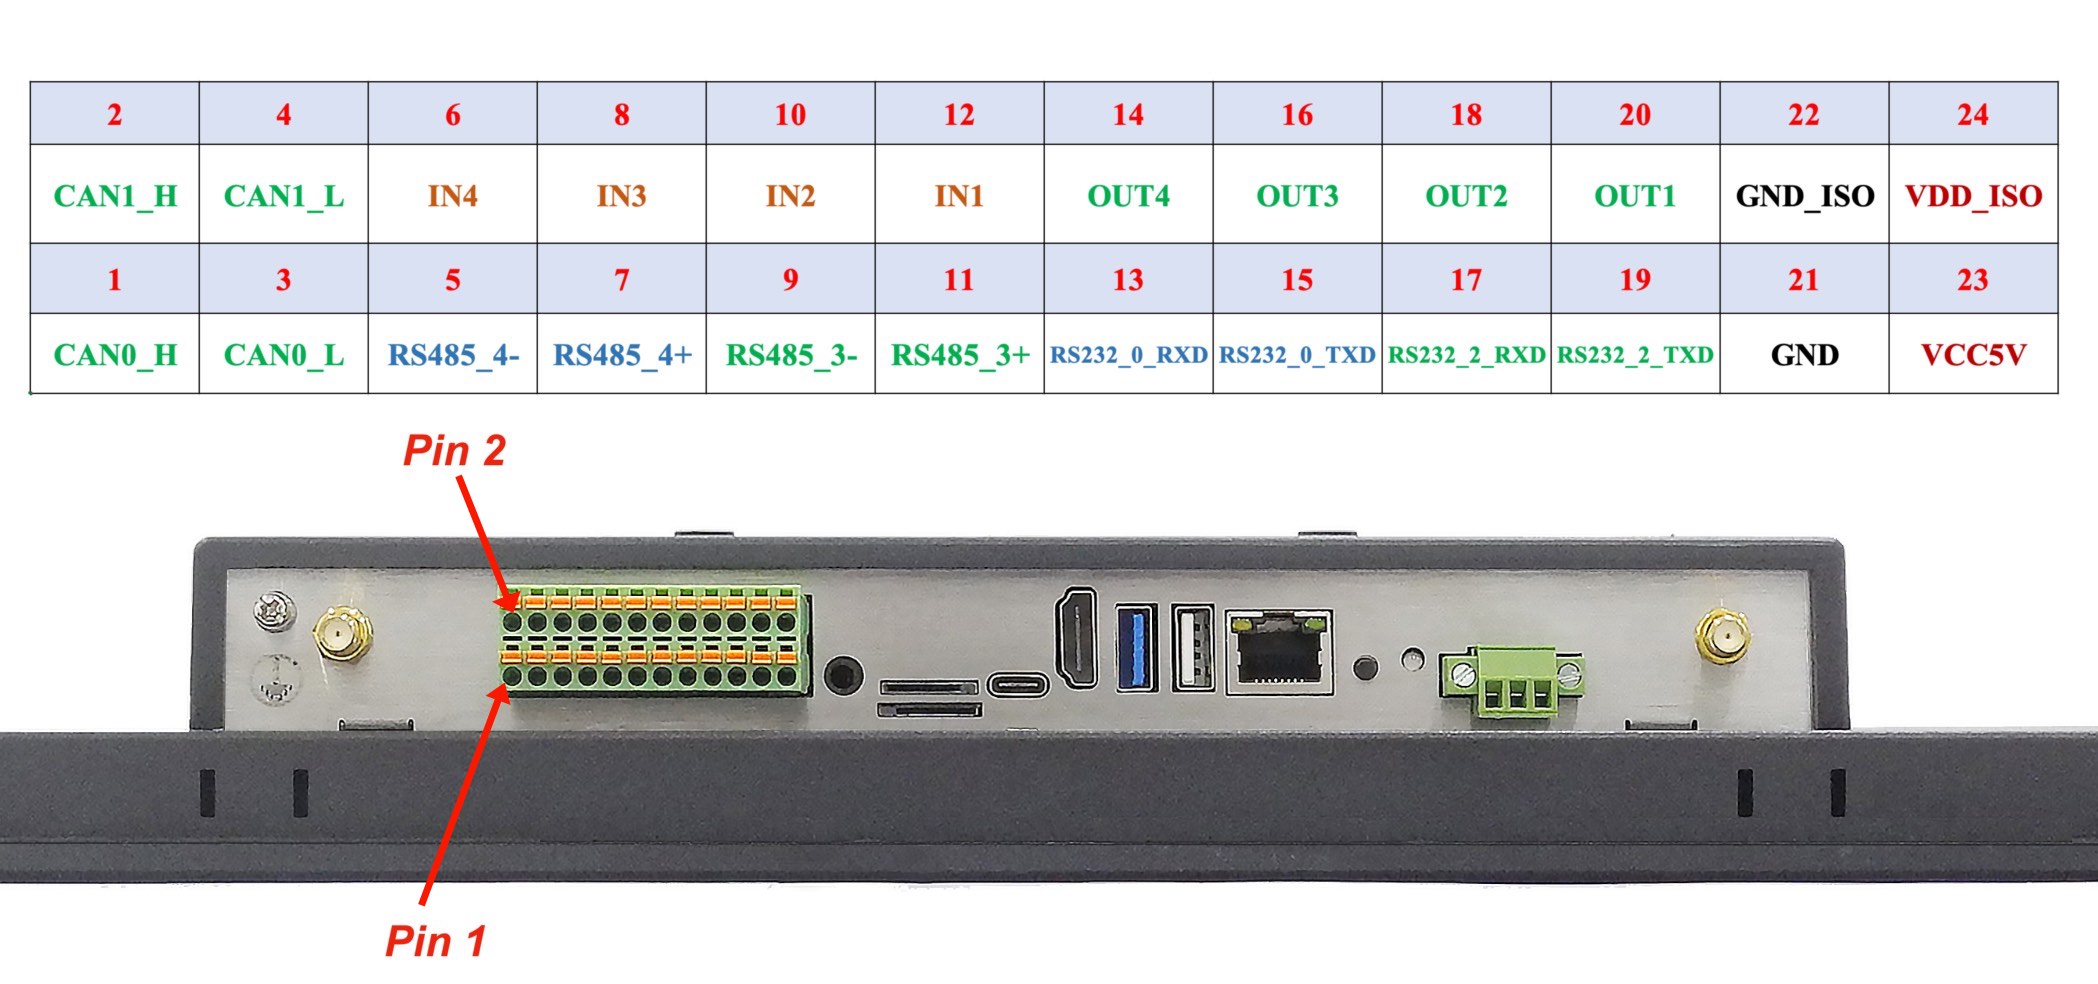 2 4 6 8 10 12 14 16 18 20 22 24
CAN1_H CAN1_L IN4 IN3 IN2 IN1 OUT4 OUT3 OUT2 OUT1 GND_ISO VDD_ISO
1 3 5 7 9 11 13 15 17 19 21 23
CAN0_H CAN0_L RS485_4- RS485_4+ RS485_3- RS485_3+ RS232_0_RXD RS232_0_TXD RS232_2_RXD RS232_2_TXD GND VCC5V
Pin 2
Pin 1